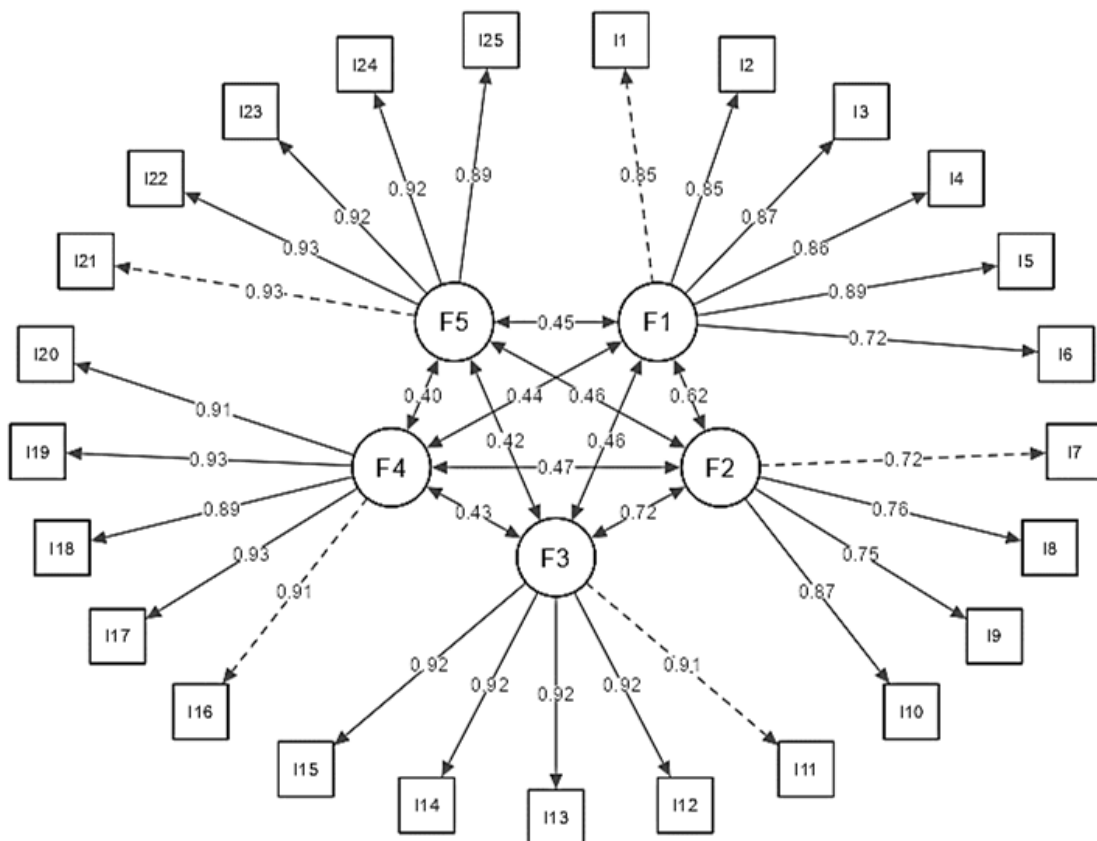 I25 I1
I24 I2
I23 I3
I22 I4
0.92 0.89 0.85 0.85
0.92 0.87
0.93 0.86
I21 I5
0.93 0.89
F5 0.45 F1
0.72
I20 I6
0.40 0.44 0.46 0.62
0.91
0.42 0.46
I19 0.93 F4 0.47 F2 0.72 I7
0.89 0.43 0.72 0.76
I18 I8
0.93 F3 0.75
0.91 0.87
I17 I9
0.92 0.92 0.92 0.92 0.91
I16 I10
I15 I11
I14 I13 I12